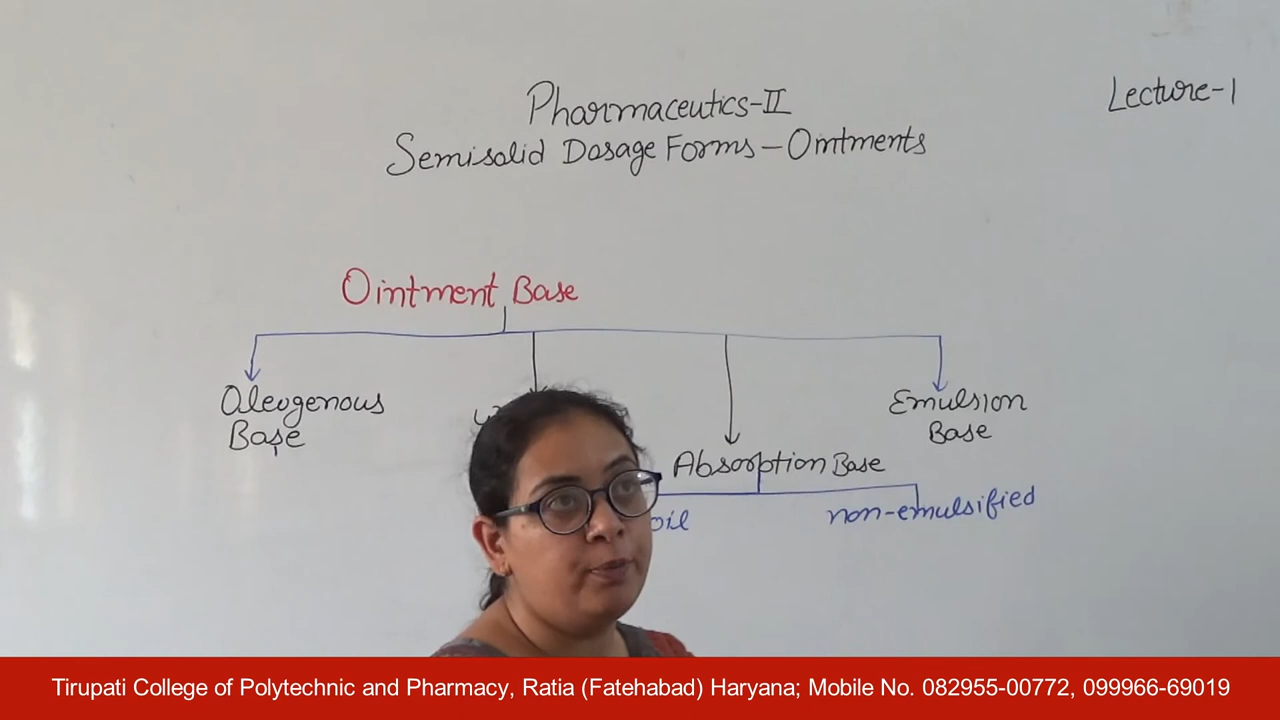 Pharmaceutics-II
Lecture-1
Semisolid Dosage Forms-Ointments
Ointment Base
Oleogenous
Base
Emulsion
Base
Absorption Base
oil
non-emulsified
Tirupati College of Polytechnic and Pharmacy, Ratia (Fatehabad) Haryana; Mobile No. 082955-00772, 099966-69019